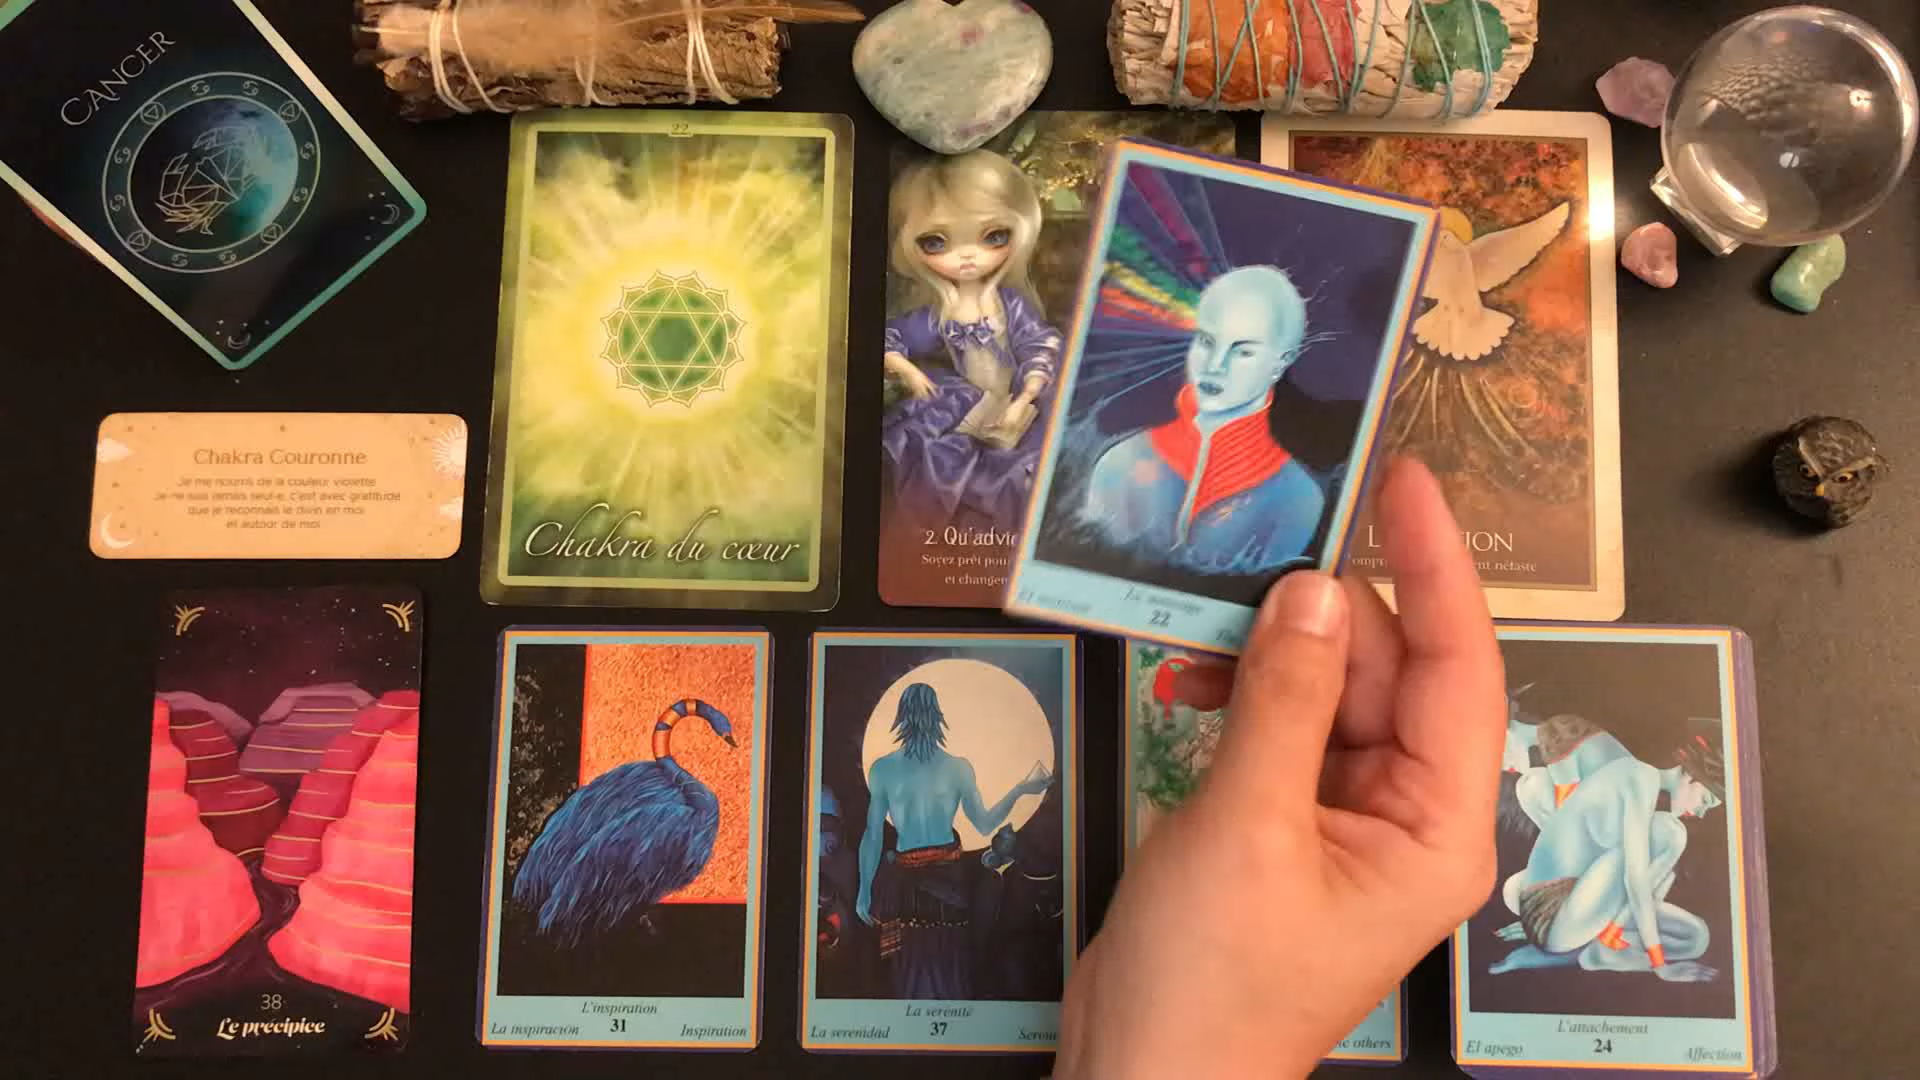 CANCER
22
Chakra du cœur
Chakra Couronne
Je me nourris de la couleur violette
Je ne suis jamais seul·e, c'est avec gratitude
que je reconnais le divin en moi
et autour de moi
2. Qu'advie
Soyez prêt pour
et changem
ION
ent néfaste
22
38
Le précipice
L'inspiration
La inspiración 31 Inspiration
La sérénité
La serenidad 37
others
L'attachement
El apego 24 Affection